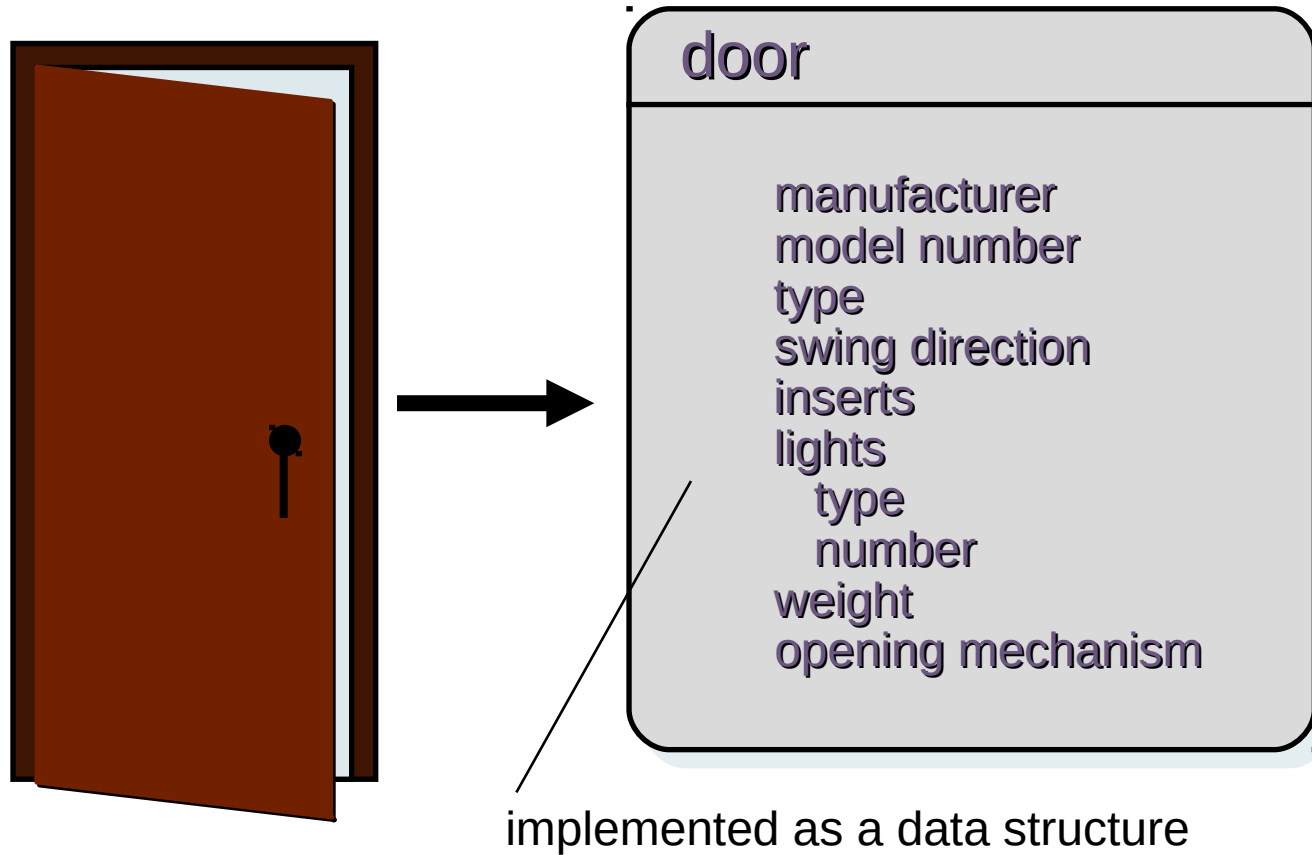 door
manufacturer
model number
type
swing direction
inserts
lights
type
number
weight
opening mechanism
implemented as a data structure